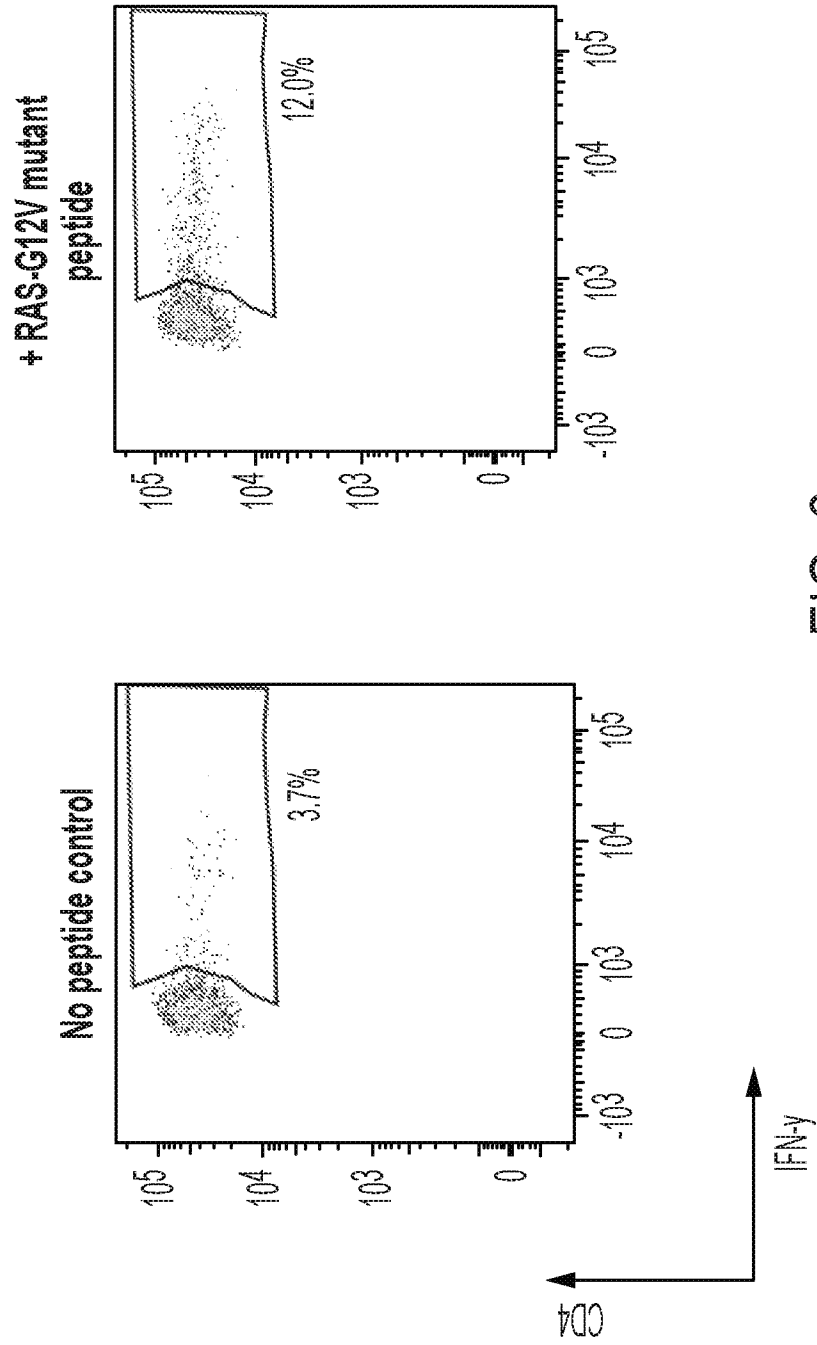 No peptide control
10⁵
10⁴
10³
0
3.7%
-10³ 0 10³ 10⁴ 10⁵
+ RAS-G12V mutant
peptide
10⁵
10⁴
10³
0
12.0%
-10³ 0 10³ 10⁴ 10⁵
CD4
IFN-y